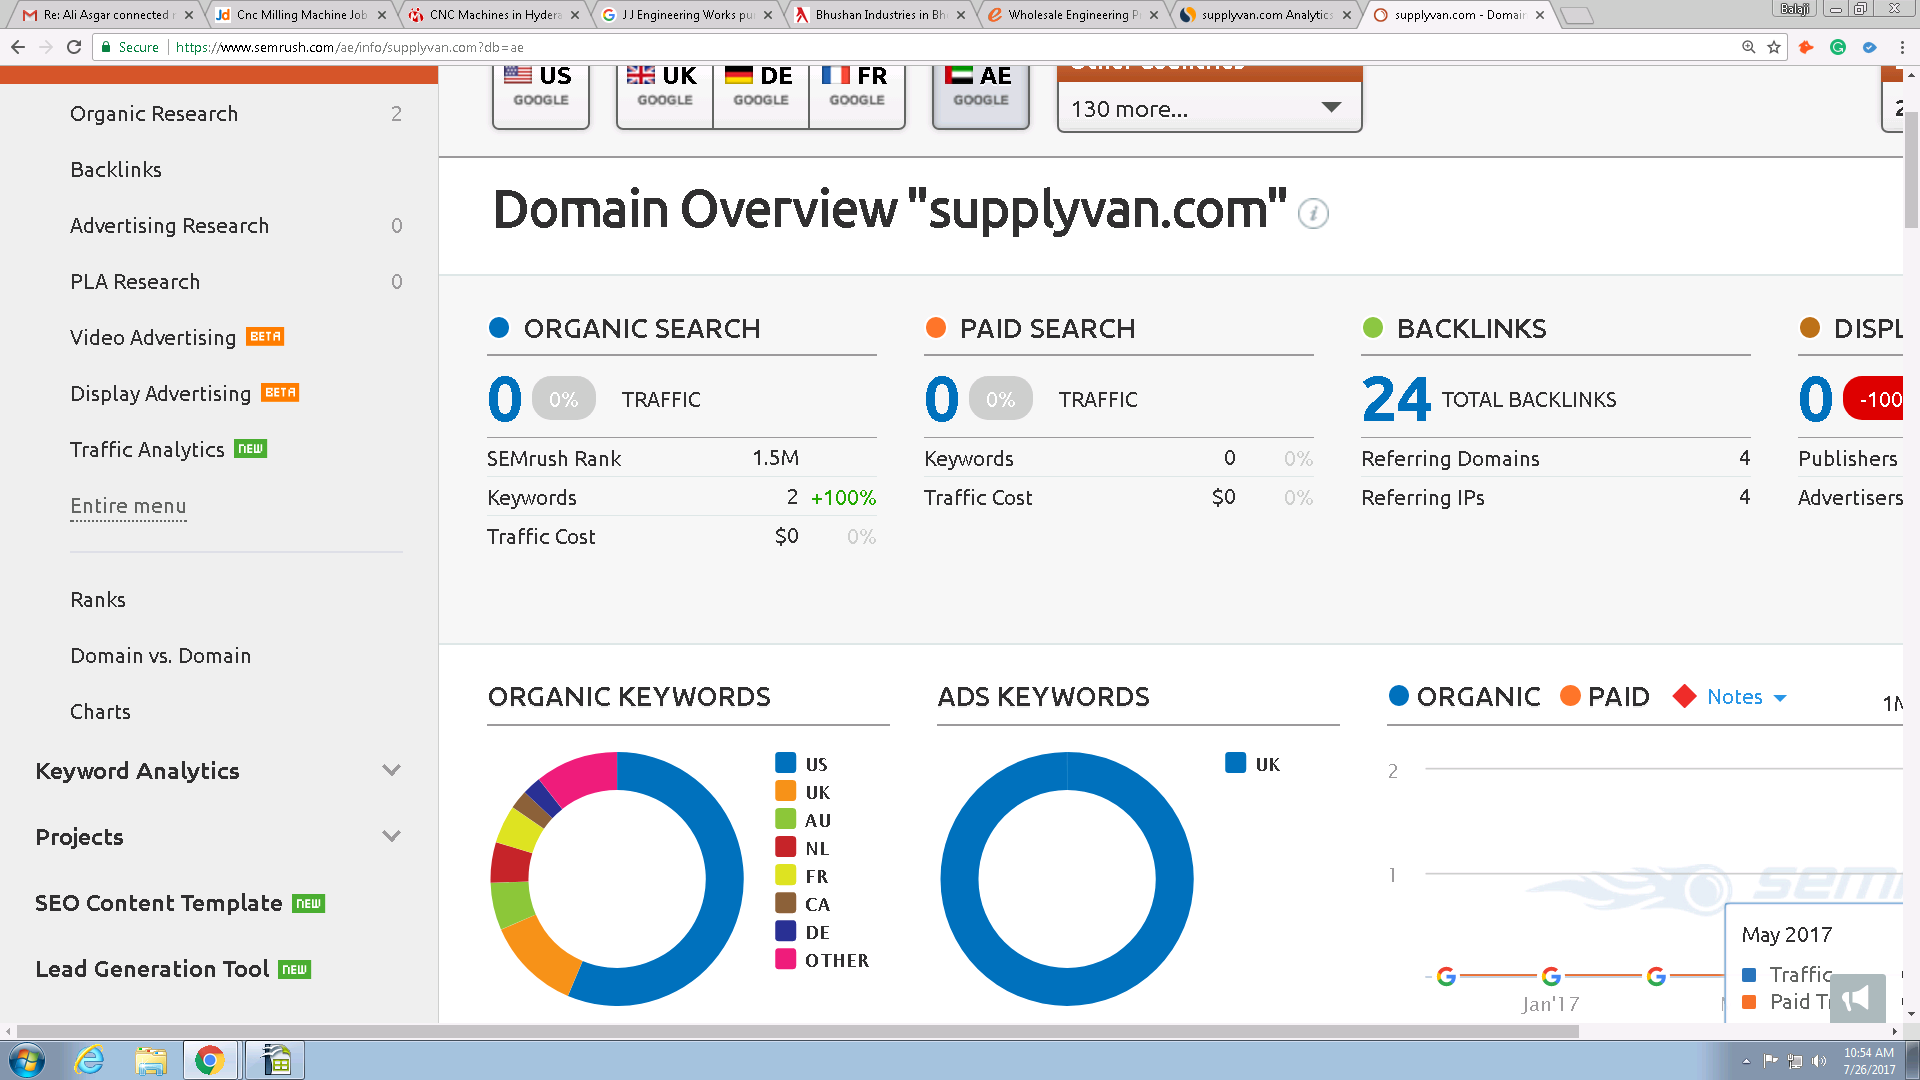 Re: Ali Asgar connected
Cnc Milling Machine Job
CNC Machines in Hydera
J J Engineering Works pu
Bhushan Industries in Bh
Wholesale Engineering P
supplyvan.com Analytics
supplyvan.com - Domain
Balaji
Secure
https://www.semrush.com/ae/info/supplyvan.com?db=ae
US
GOOGLE
UK
GOOGLE
DE
GOOGLE
FR
GOOGLE
AE
GOOGLE
130 more...
Organic Research 2
Backlinks
Advertising Research 0
PLA Research 0
Video Advertising BETA
Display Advertising BETA
Traffic Analytics NEW
Entire menu
Ranks
Domain vs. Domain
Charts
Keyword Analytics
Projects
SEO Content Template NEW
Lead Generation Tool NEW
Domain Overview "supplyvan.com"
i
ORGANIC SEARCH
0 0% TRAFFIC
SEMrush Rank 1.5M
Keywords 2 +100%
Traffic Cost $0 0%
PAID SEARCH
0 0% TRAFFIC
Keywords 0 0%
Traffic Cost $0 0%
BACKLINKS
24 TOTAL BACKLINKS
Referring Domains 4
Referring IPs 4
DISPL
0 -100
Publishers
Advertisers
ORGANIC KEYWORDS
US
UK
AU
NL
FR
CA
DE
OTHER
ADS KEYWORDS
UK
ORGANIC PAID Notes 1M
2
1
semr
May 2017
Traffic
Paid Tr
Jan'17
10:54 AM
7/26/2017